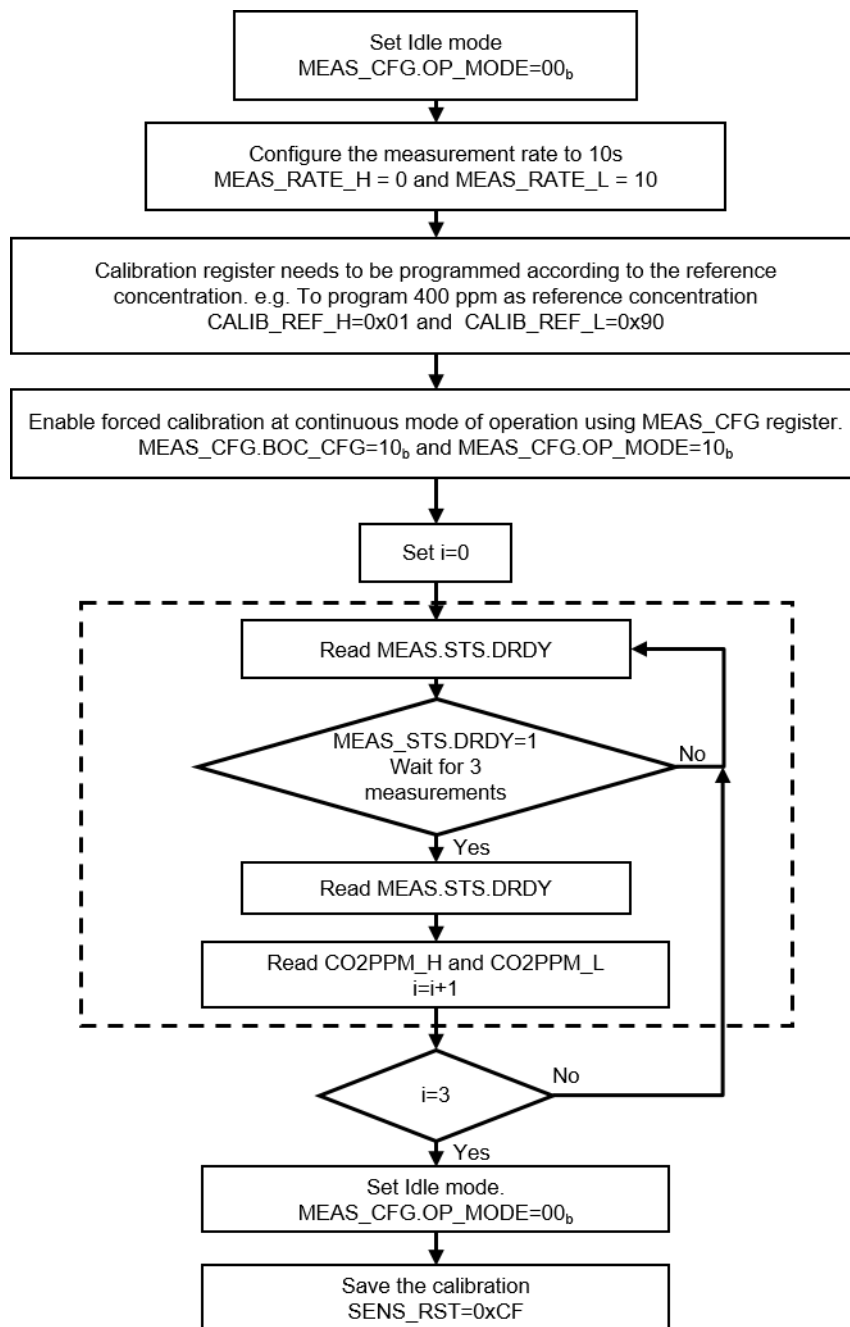 Set Idle mode
MEAS_CFG.OP_MODE=00b
Configure the measurement rate to 10s
MEAS_RATE_H = 0 and MEAS_RATE_L = 10
Calibration register needs to be programmed according to the reference
concentration. e.g. To program 400 ppm as reference concentration
CALIB_REF_H=0x01 and  CALIB_REF_L=0x90
Enable forced calibration at continuous mode of operation using MEAS_CFG register.
MEAS_CFG.BOC_CFG=10b and MEAS_CFG.OP_MODE=10b
Set i=0
Read MEAS.STS.DRDY
MEAS_STS.DRDY=1
Wait for 3
measurements
No
Yes
Read MEAS.STS.DRDY
Read CO2PPM_H and CO2PPM_L
i=i+1
i=3
No
Yes
Set Idle mode.
MEAS_CFG.OP_MODE=00b
Save the calibration
SENS_RST=0xCF